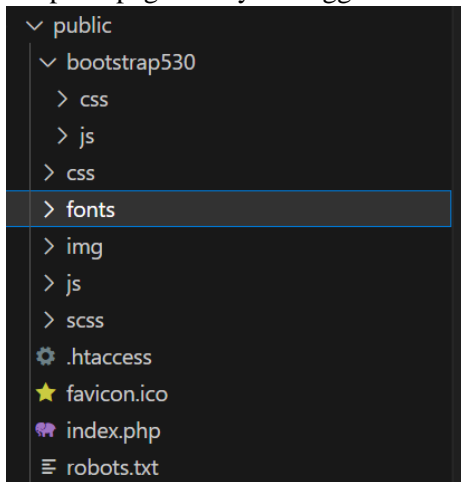 public
bootstrap530
css
js
css
fonts
img
js
scss
.htaccess
favicon.ico
index.php
robots.txt